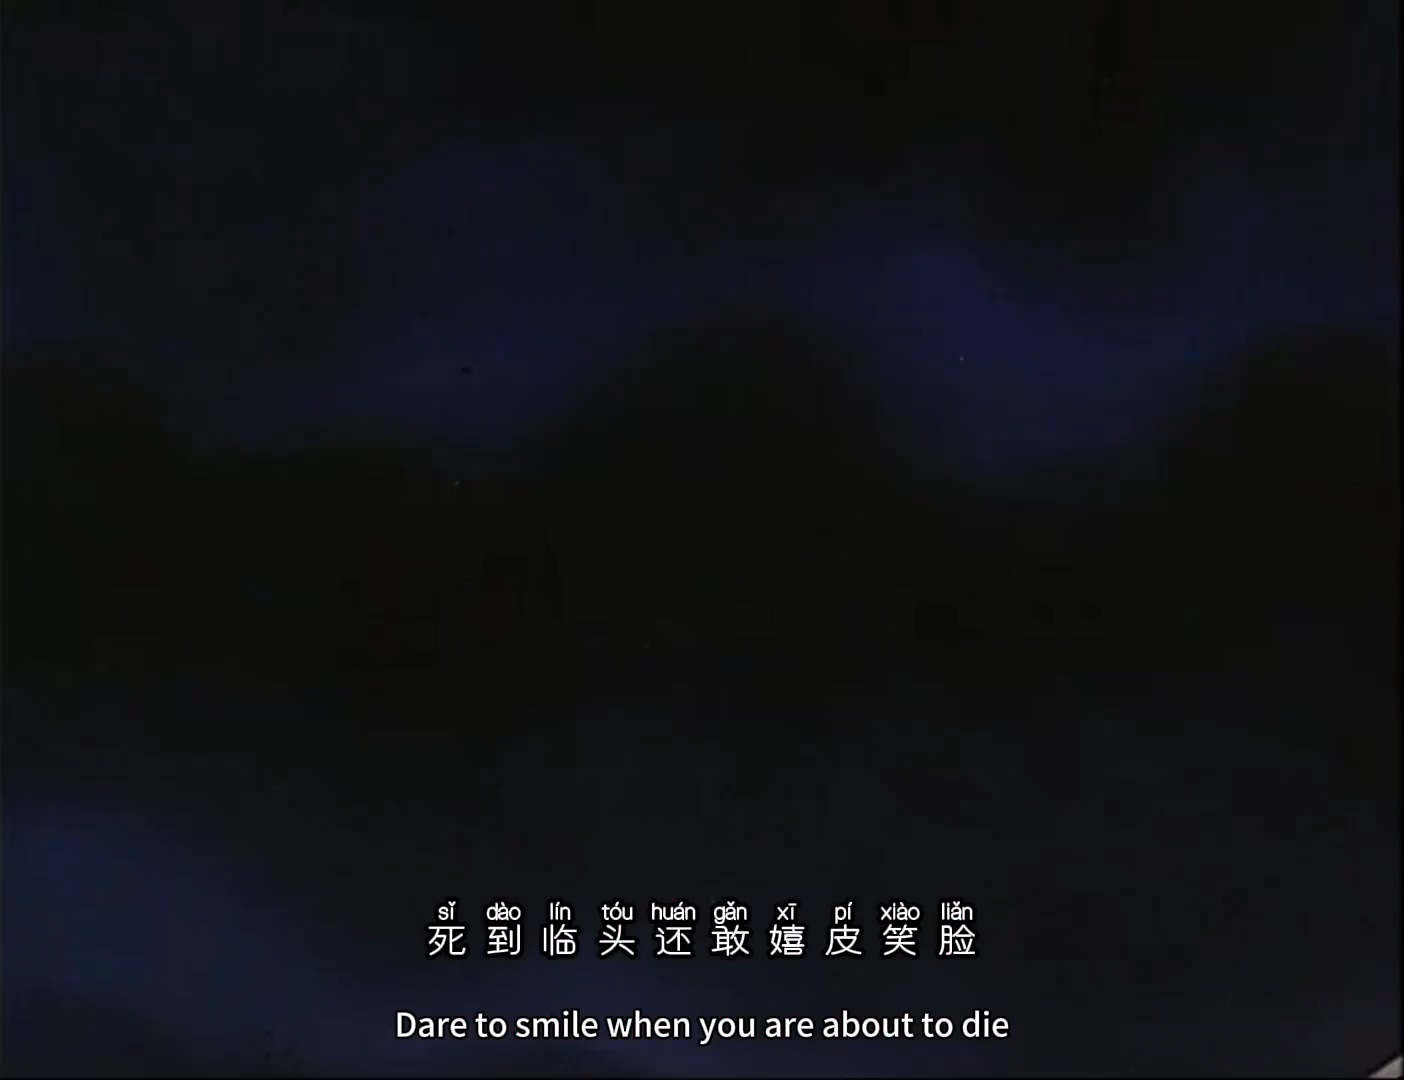 sǐ dào lín tóu huán gǎn xī pí xiào liǎn
死到临头还敢嬉皮笑脸
Dare to smile when you are about to die